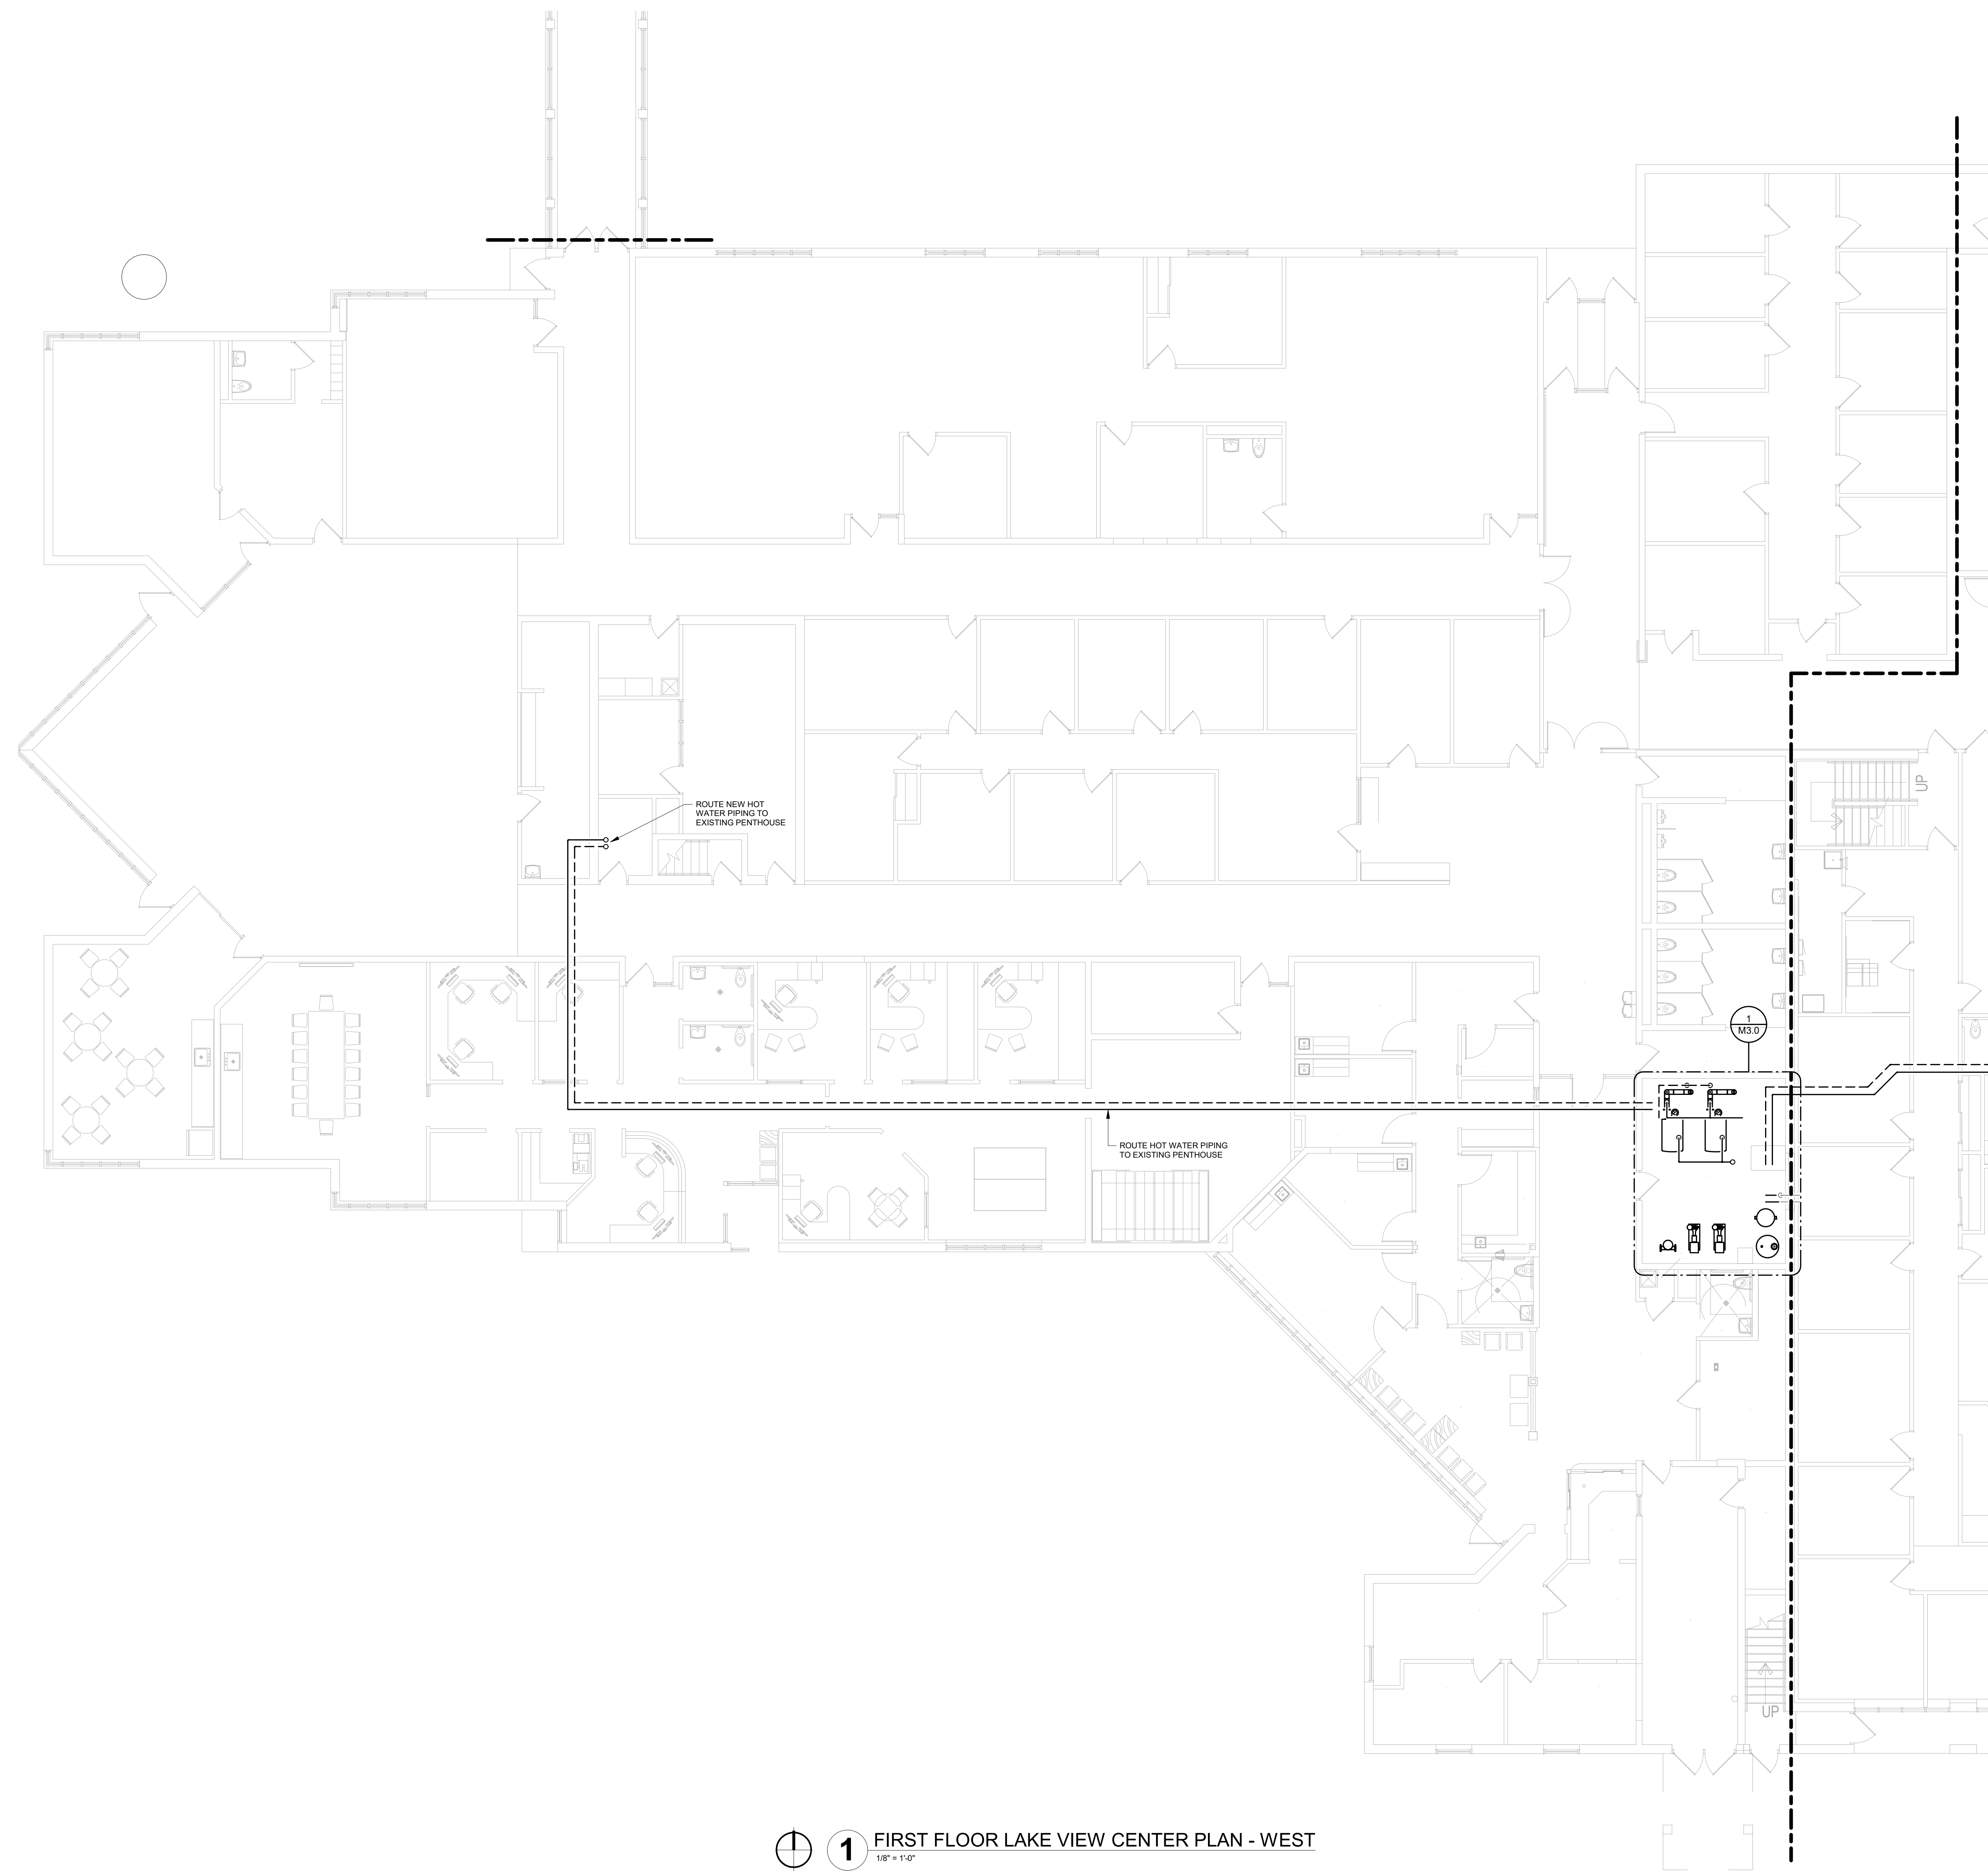 UP
ROUTE NEW HOT
WATER PIPING TO
EXISTING PENTHOUSE
1
M3.0
ROUTE HOT WATER PIPING
TO EXISTING PENTHOUSE
UP
1
FIRST FLOOR LAKE VIEW CENTER PLAN - WEST
1/8" = 1'-0"